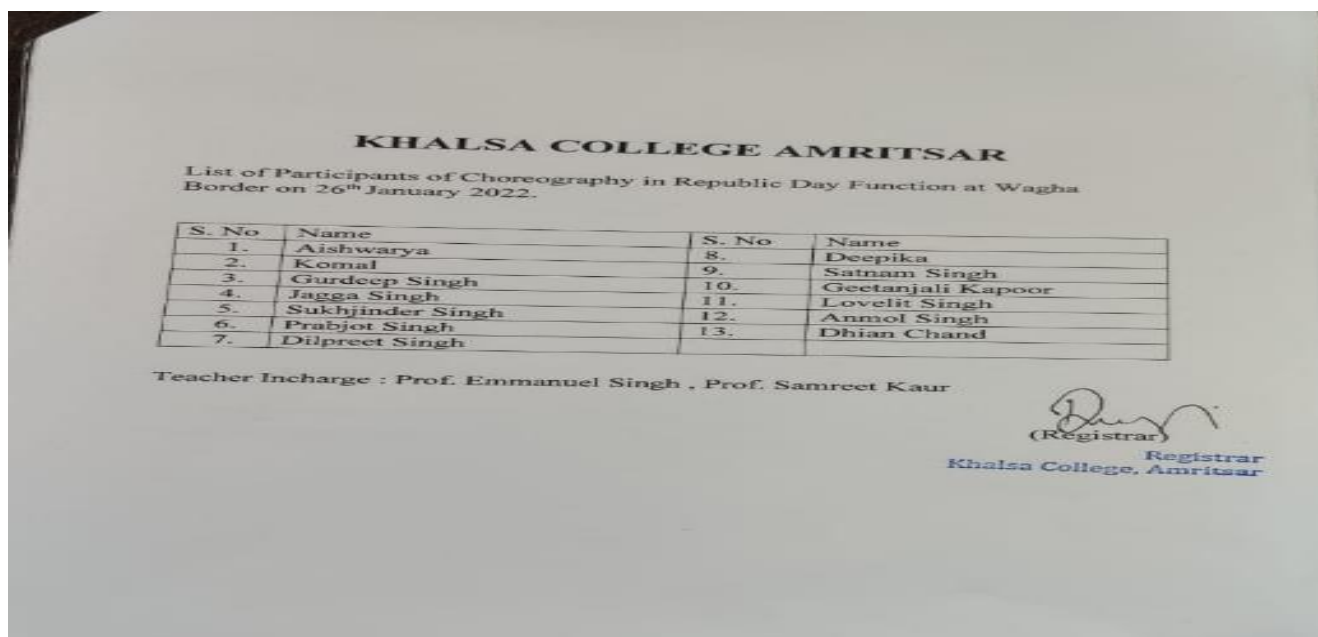 KHALSA COLLEGE AMRITSAR
List of Participants of Choreography in Republic Day Function at Wagha
Border on 26th January 2022.
S. No Name S. No Name
1. Aishwarya 8. Deepika
2. Komal 9. Satnam Singh
3. Gurdeep Singh 10. Geetanjali Kapoor
4. Jagga Singh 11. Lovelit Singh
5. Sukhjinder Singh 12. Anmol Singh
6. Prabjot Singh 13. Dhian Chand
7. Dilpreet Singh
Teacher Incharge : Prof. Emmanuel Singh , Prof. Samreet Kaur
(Registrar)
Registrar
Khalsa College, Amritsar